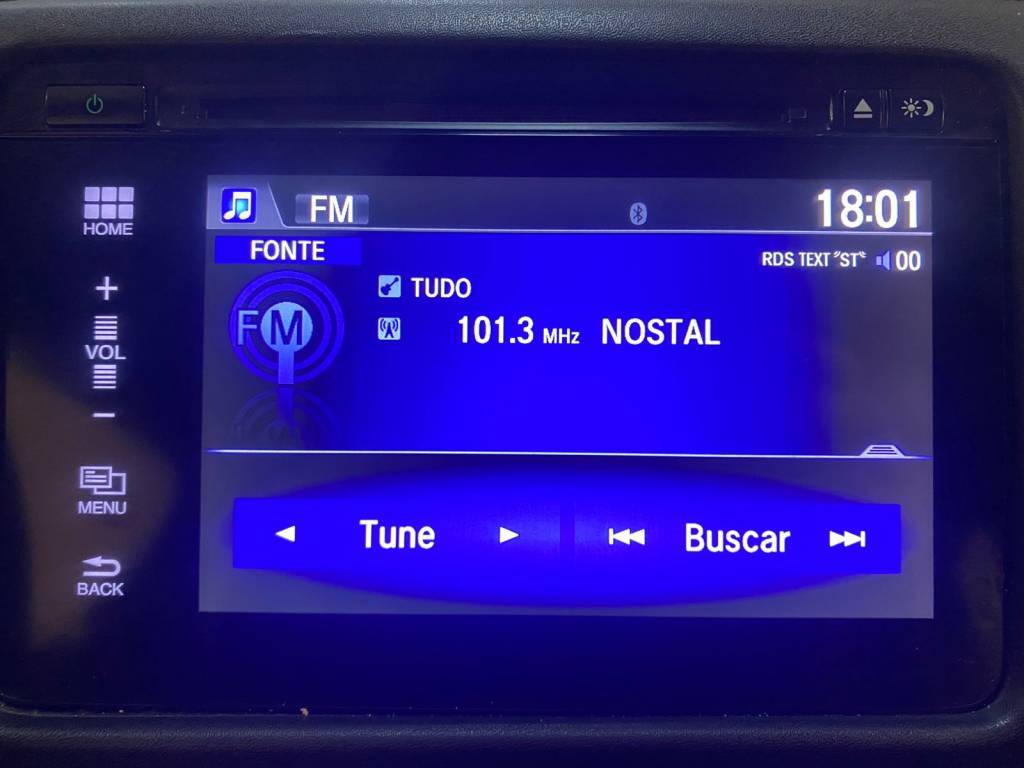 FM
18:01
FONTE
RDS TEXT "ST" 00
TUDO
FM
101.3 MHz NOSTAL
Tune
Buscar
HOME
+
VOL
−
MENU
BACK